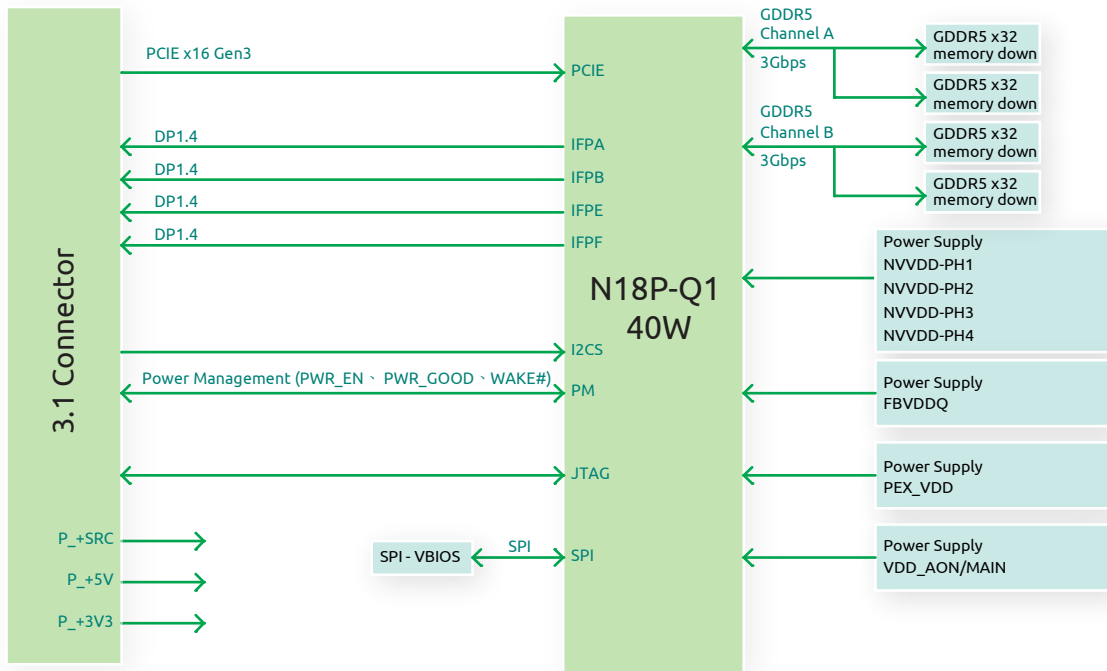 3.1 Connector
PCIE x16 Gen3
DP1.4
DP1.4
DP1.4
DP1.4
Power Management (PWR_EN、 PWR_GOOD、WAKE#)
P_+SRC
P_+5V
P_+3V3
SPI - VBIOS
SPI
PCIE
IFPA
IFPB
IFPE
IFPF
N18P-Q1
40W
I2CS
PM
JTAG
SPI
GDDR5
Channel A
3Gbps
GDDR5
Channel B
3Gbps
GDDR5 x32
memory down
GDDR5 x32
memory down
GDDR5 x32
memory down
GDDR5 x32
memory down
Power Supply
NVVDD-PH1
NVVDD-PH2
NVVDD-PH3
NVVDD-PH4
Power Supply
FBVDDQ
Power Supply
PEX_VDD
Power Supply
VDD_AON/MAIN